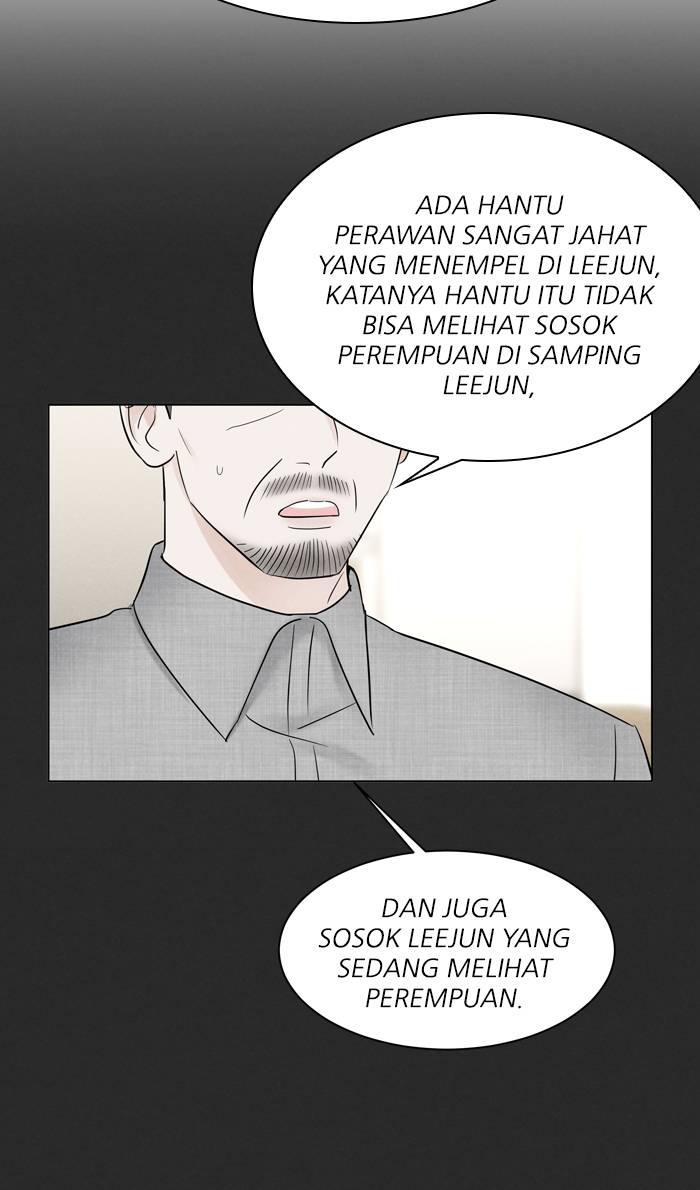 ADA HANTU
PERAWAN SANGAT JAHAT
YANG MENEMPEL DI LEEJUN,
KATANYA HANTU ITU TIDAK
BISA MELIHAT SOSOK
PEREMPUAN DI SAMPING
LEEJUN,
DAN JUGA
SOSOK LEEJUN YANG
SEDANG MELIHAT
PEREMPUAN.